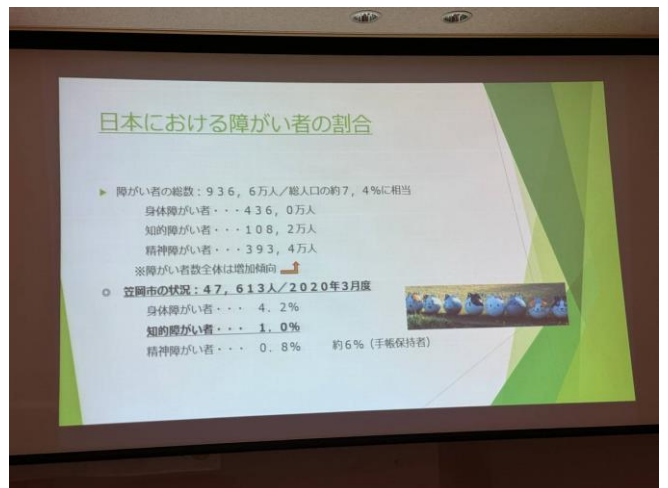 日本における障がい者の割合
障がい者の総数：９３６，６万人／総人口の約７，４％に相当
身体障がい者・・・４３６，０万人
知的障がい者・・・１０８，２万人
精神障がい者・・・３９３，４万人
※障がい者数全体は増加傾向
笠岡市の状況：４７，６１３人／２０２０年３月度
身体障がい者・・・ ４．２％
知的障がい者・・・ １．０％
精神障がい者・・・ ０．８％ 約６％（手帳保持者）